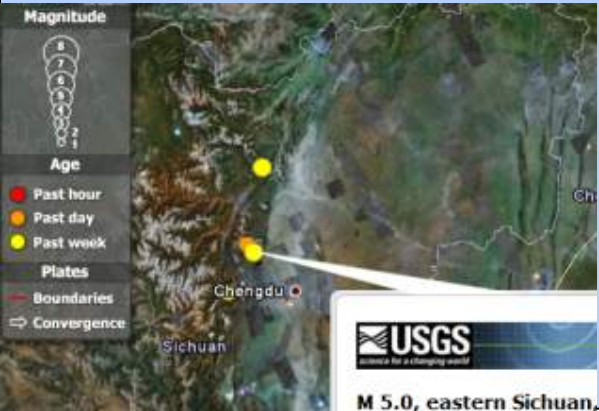 Magnitude
8
7
6
5
4
3
2
1
Age
Past hour
Past day
Past week
Plates
Boundaries
Convergence
Ch
Chengdu
Sichuan
USGS
science for a changing world
M 5.0, eastern Sichuan,